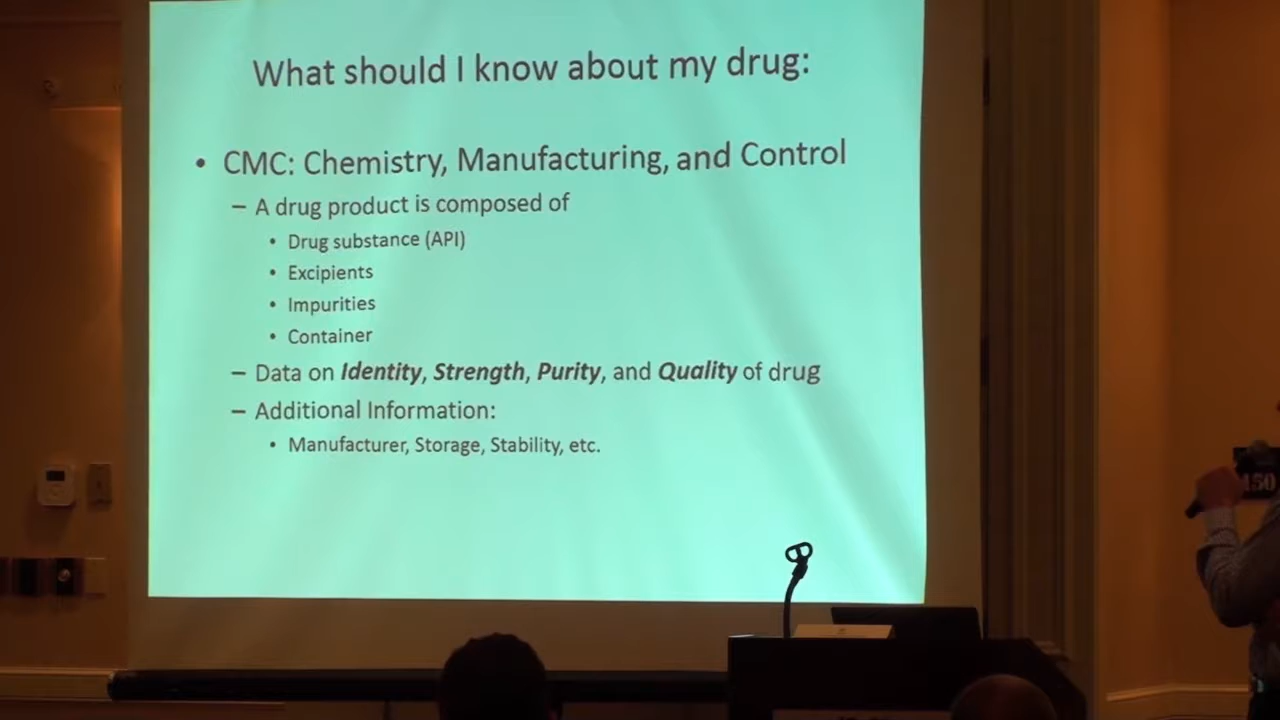 What should I know about my drug:
• CMC: Chemistry, Manufacturing, and Control
– A drug product is composed of
• Drug substance (API)
• Excipients
• Impurities
• Container
– Data on Identity, Strength, Purity, and Quality of drug
– Additional Information:
• Manufacturer, Storage, Stability, etc.
450